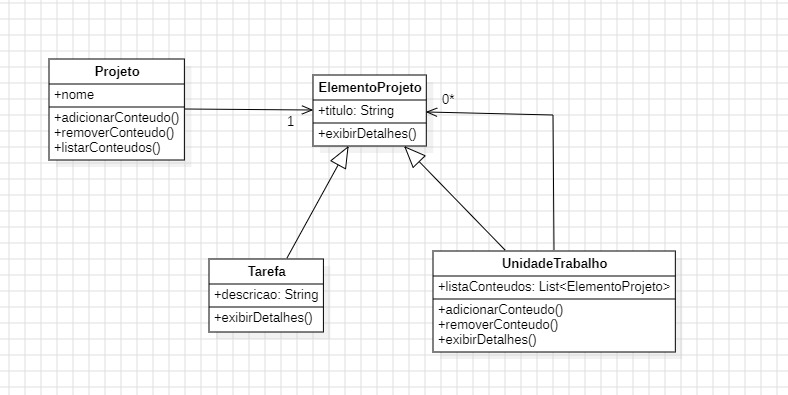 Projeto
+nome
+adicionarConteudo()
+removerConteudo()
+listarConteudos()
1
ElementoProjeto
+titulo: String
+exibirDetalhes()
0*
Tarefa
+descricao: String
+exibirDetalhes()
UnidadeTrabalho
+listaConteudos: List<ElementoProjeto>
+adicionarConteudo()
+removerConteudo()
+exibirDetalhes()